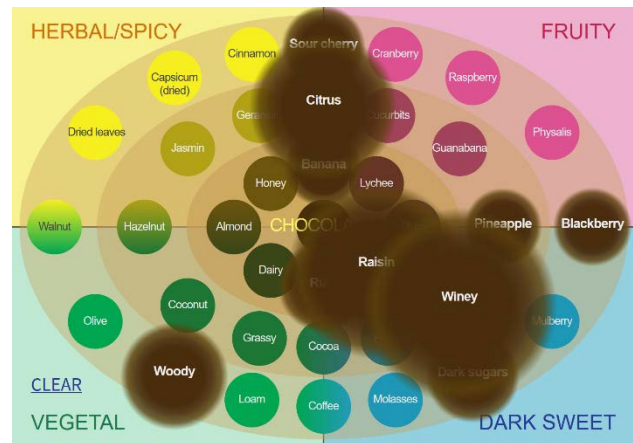 HERBAL/SPICY
FRUITY
Cinnamon
Sour cherry
Cranberry
Capsicum
(dried)
Raspberry
Citrus
Dried leaves
Physalis
Jasmin
Guanabana
Banana
Honey
Lychee
Walnut
Hazelnut
Almond
Pineapple
Blackberry
Raisin
Dairy
Winey
Coconut
Olive
Mulberry
Grassy
Cocoa
Woody
Dark sugars
CLEAR
Loam
Coffee
Molasses
VEGETAL
DARK SWEET